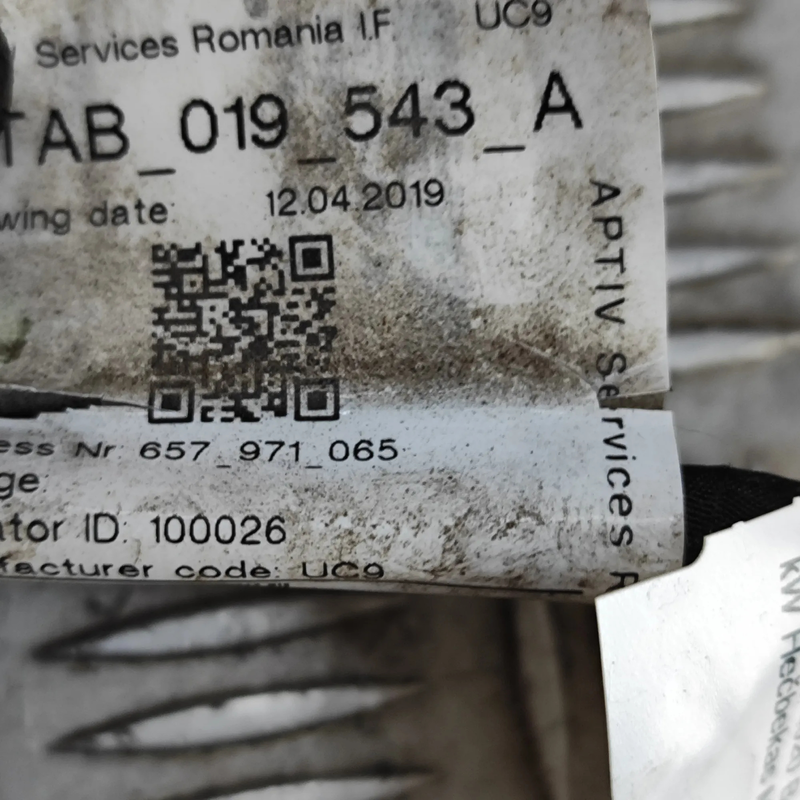 Services Romania I.F. UC9
TAB_019_543_A
wing date: 12.04.2019
ess Nr 657_971_065
ge:
ator ID: 100026
facturer code: UC9
APTIV Services R
kW